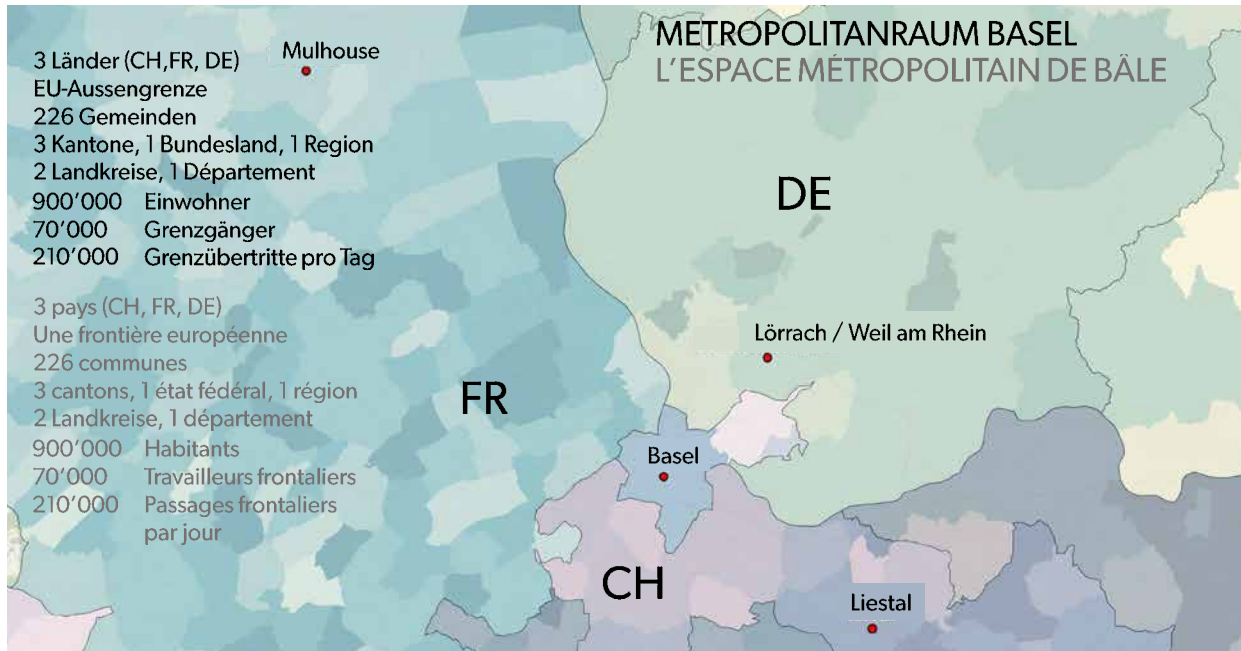 METROPOLITANRAUM BASEL
L'ESPACE MÉTROPOLITAIN DE BÂLE
3 Länder (CH,FR, DE)
EU-Aussengrenze
226 Gemeinden
3 Kantone, 1 Bundesland, 1 Region
2 Landkreise, 1 Département
900'000 Einwohner
70'000 Grenzgänger
210'000 Grenzübertritte pro Tag
3 pays (CH, FR, DE)
Une frontière européenne
226 communes
3 cantons, 1 état fédéral, 1 région
2 Landkreise, 1 département
900'000 Habitants
70'000 Travailleurs frontaliers
210'000 Passages frontaliers
par jour
Mulhouse
DE
Lörrach / Weil am Rhein
FR
Basel
CH
Liestal